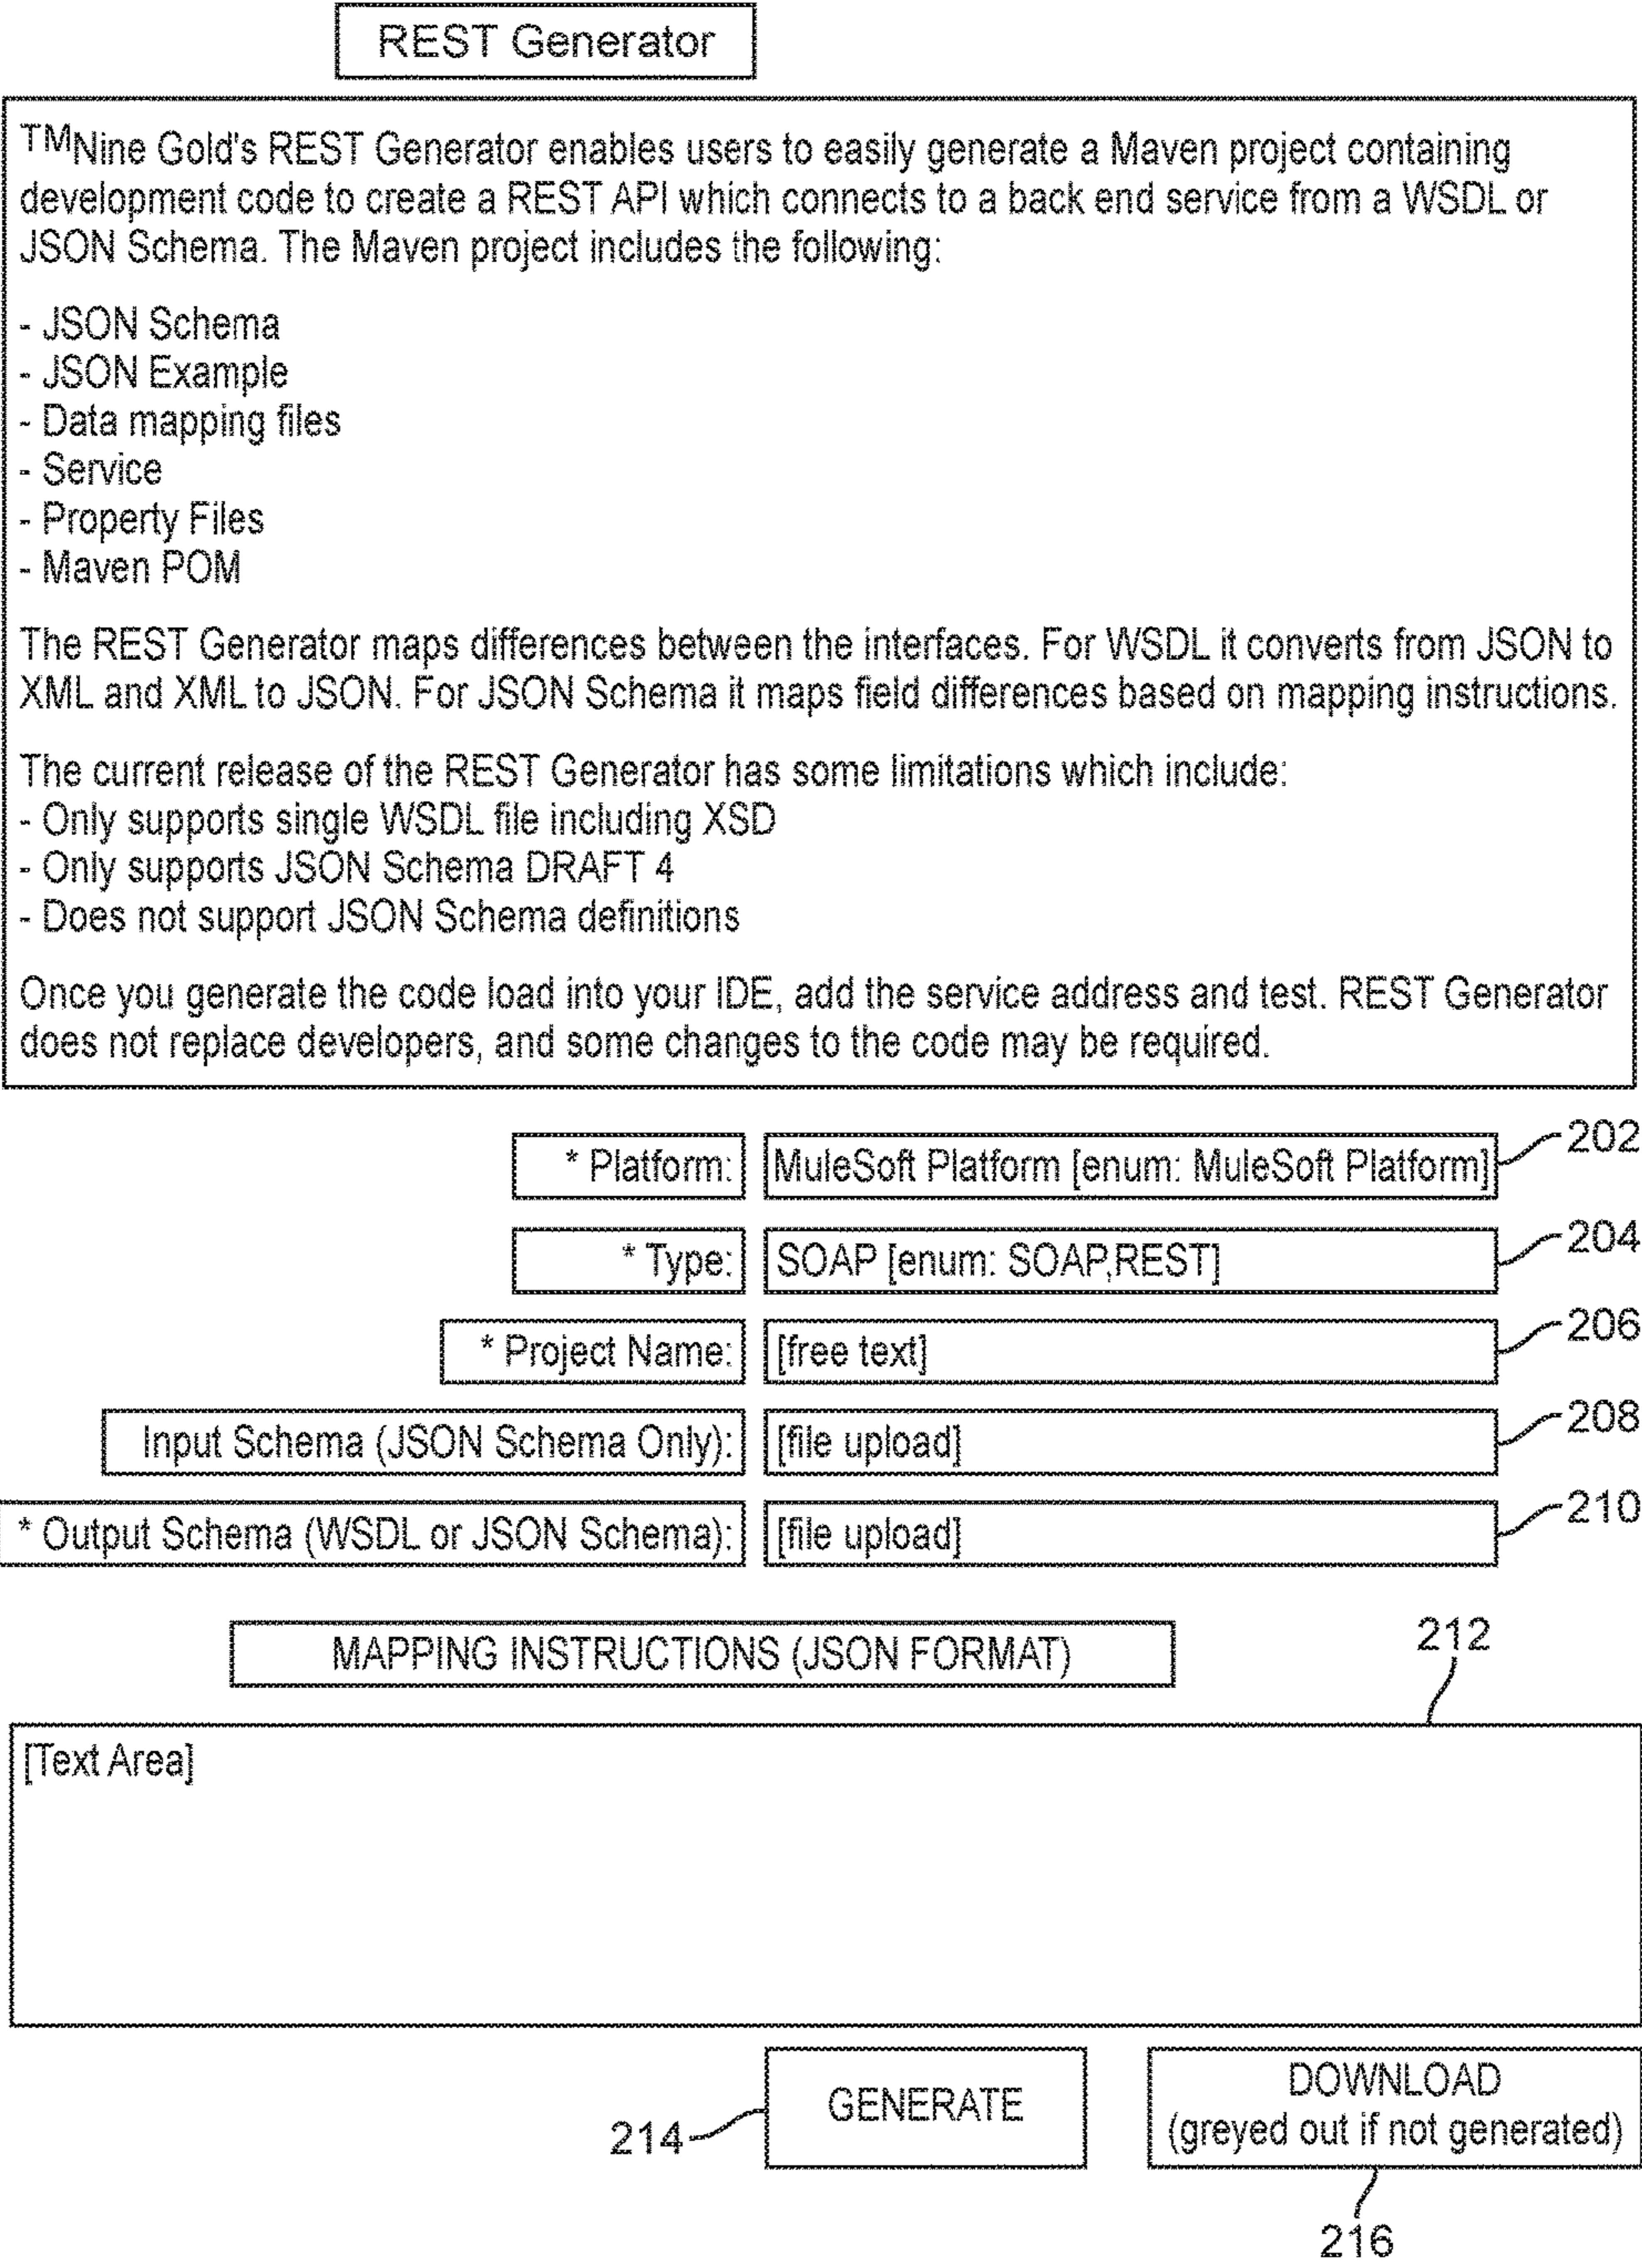 REST Generator
TMNine Gold's REST Generator enables users to easily generate a Maven project containing
development code to create a REST API which connects to a back end service from a WSDL or
JSON Schema. The Maven project includes the following:
- JSON Schema
- JSON Example
- Data mapping files
- Service
- Property Files
- Maven POM
The REST Generator maps differences between the interfaces. For WSDL it converts from JSON to
XML and XML to JSON. For JSON Schema it maps field differences based on mapping instructions.
The current release of the REST Generator has some limitations which include:
- Only supports single WSDL file including XSD
- Only supports JSON Schema DRAFT 4
- Does not support JSON Schema definitions
Once you generate the code load into your IDE, add the service address and test. REST Generator
does not replace developers, and some changes to the code may be required.
* Platform: MuleSoft Platform [enum: MuleSoft Platform] 202
* Type: SOAP [enum: SOAP,REST] 204
* Project Name: [free text] 206
Input Schema (JSON Schema Only): [file upload] 208
* Output Schema (WSDL or JSON Schema): [file upload] 210
MAPPING INSTRUCTIONS (JSON FORMAT) 212
[Text Area]
GENERATE 214
DOWNLOAD
(greyed out if not generated)
216